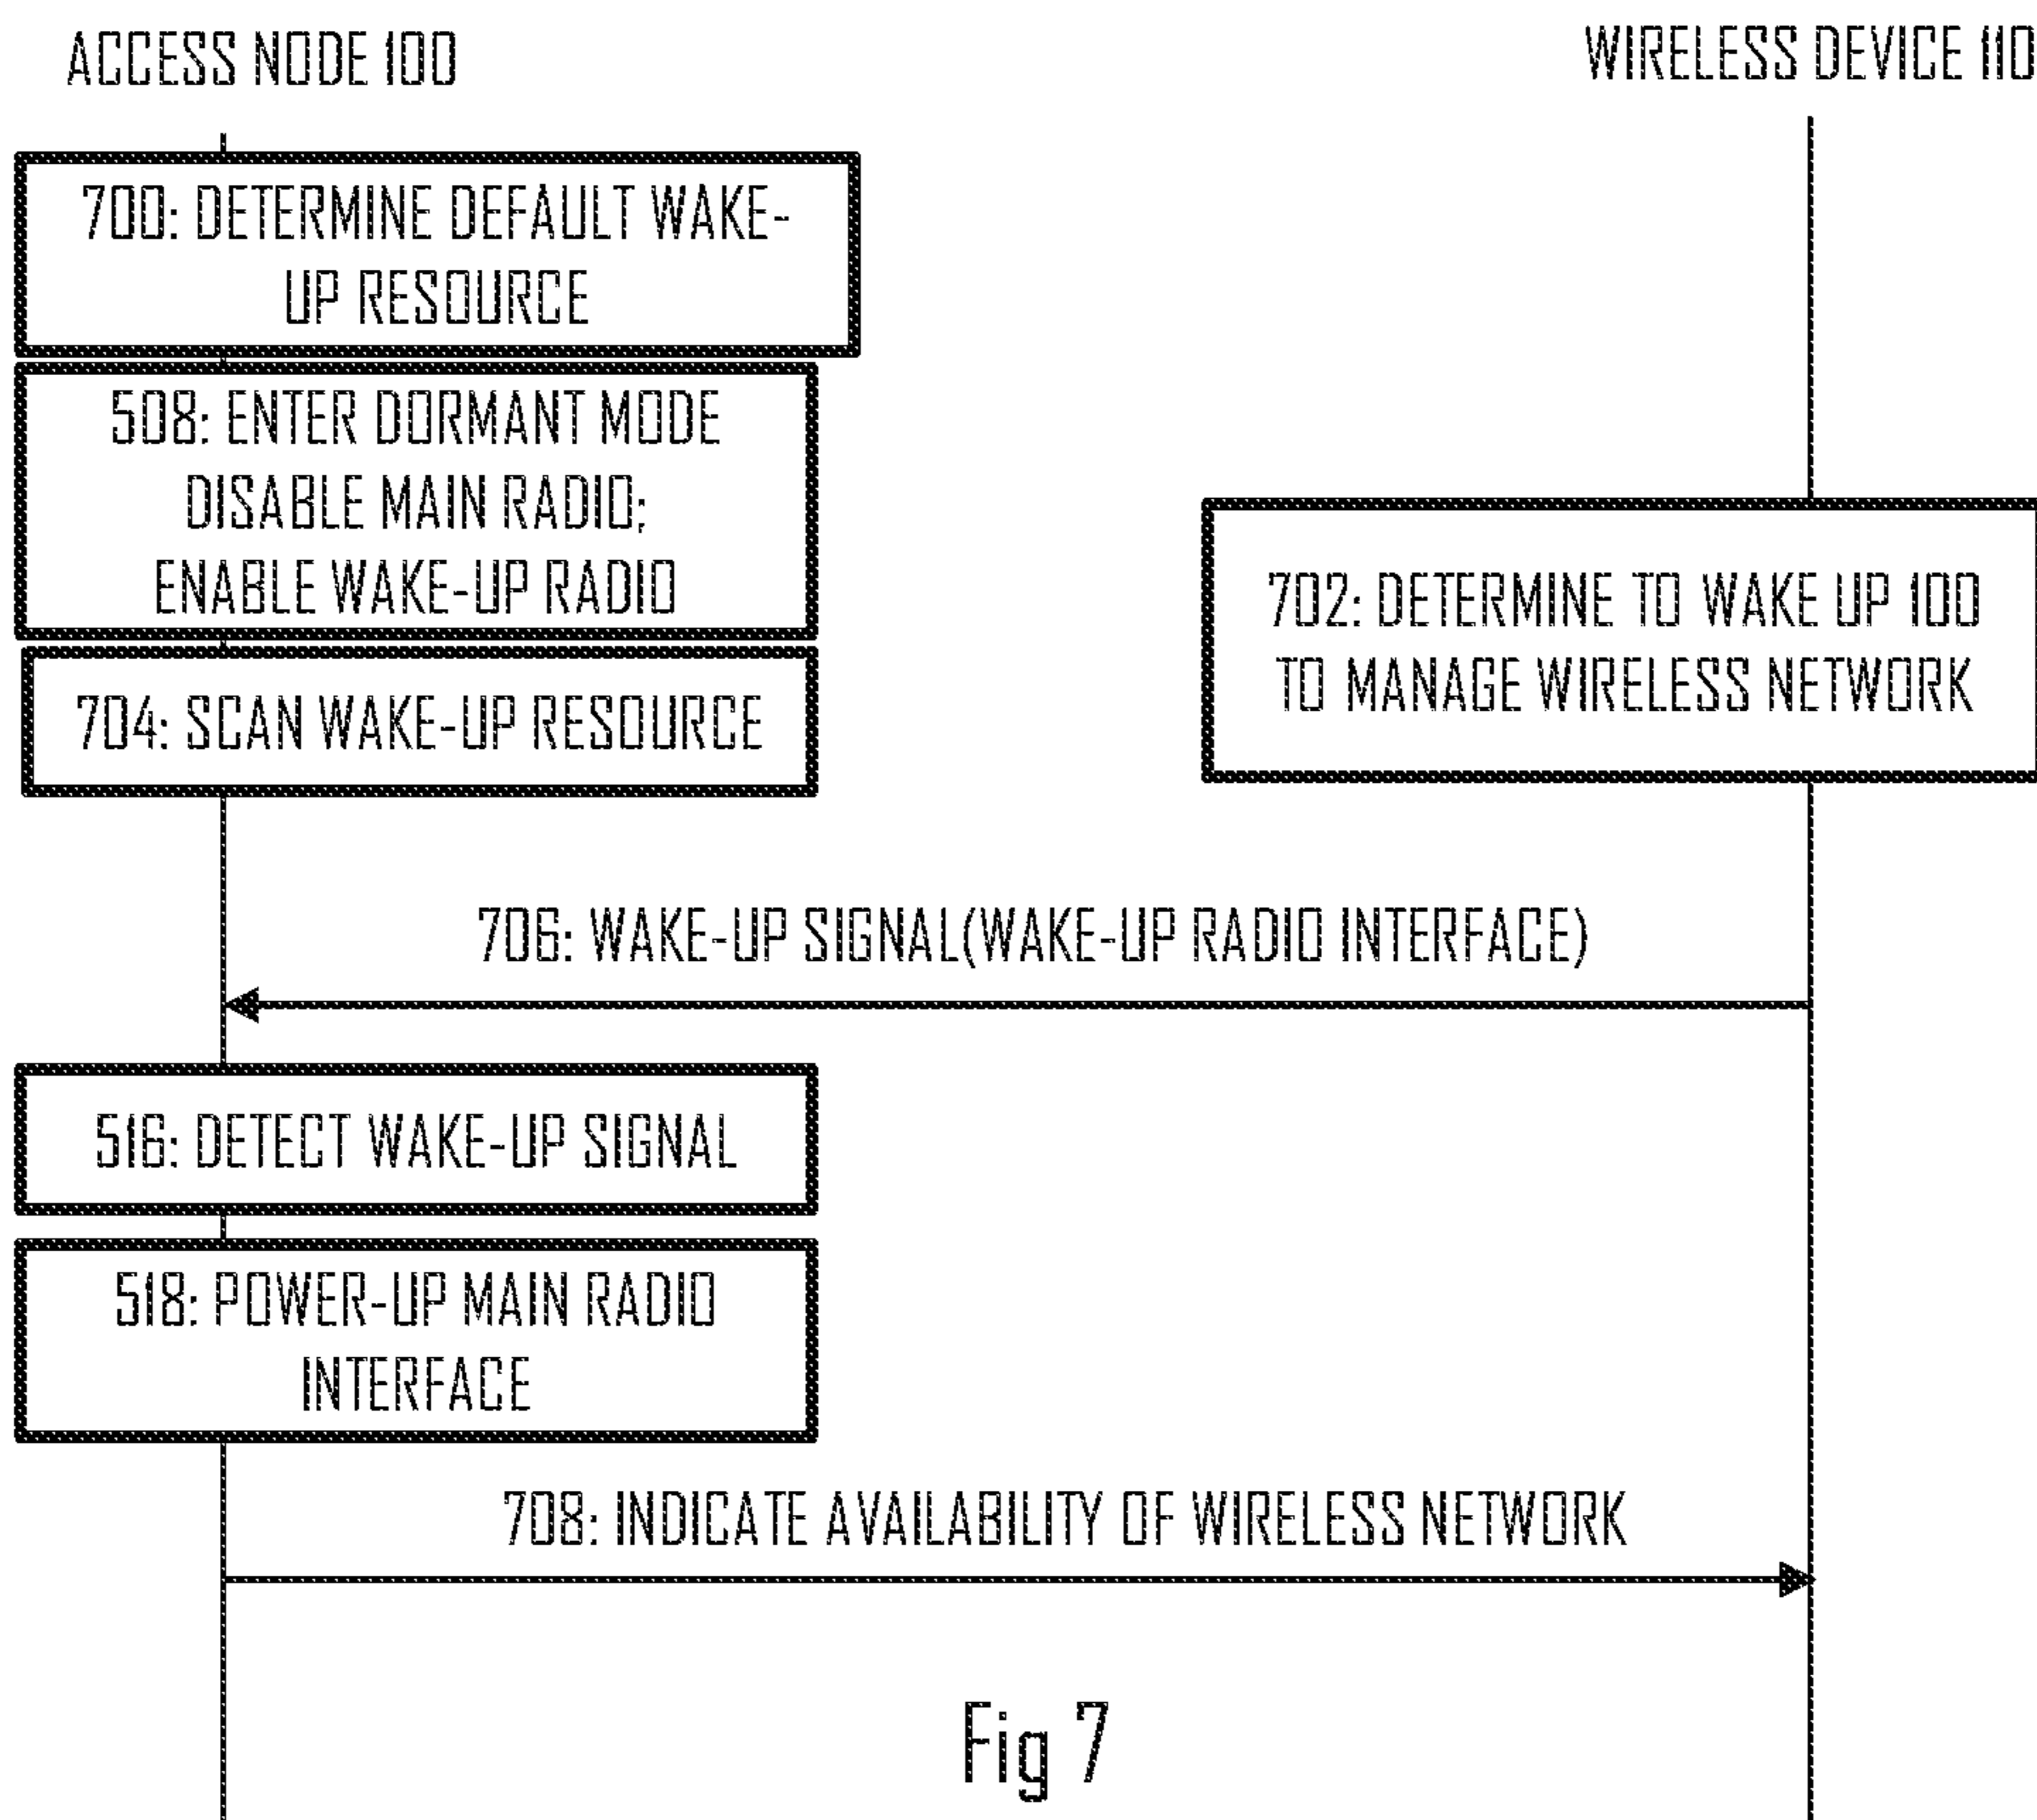 ACCESS NODE 100
WIRELESS DEVICE 110
700: DETERMINE DEFAULT WAKE-
UP RESOURCE
508: ENTER DORMANT MODE
DISABLE MAIN RADIO;
ENABLE WAKE-UP RADIO
702: DETERMINE TO WAKE UP 100
TO MANAGE WIRELESS NETWORK
704: SCAN WAKE-UP RESOURCE
706: WAKE-UP SIGNAL(WAKE-UP RADIO INTERFACE)
516: DETECT WAKE-UP SIGNAL
518: POWER-UP MAIN RADIO
INTERFACE
708: INDICATE AVAILABILITY OF WIRELESS NETWORK
Fig 7